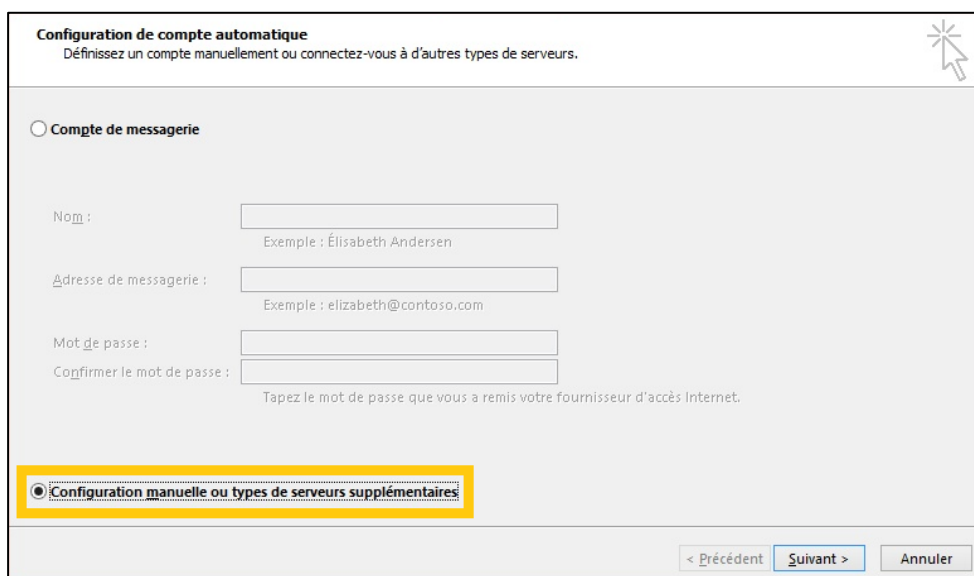 Configuration de compte automatique
Définissez un compte manuellement ou connectez-vous à d'autres types de serveurs.
Compte de messagerie
Nom :
Exemple : Élisabeth Andersen
Adresse de messagerie :
Exemple : elizabeth@contoso.com
Mot de passe :
Confirmer le mot de passe :
Tapez le mot de passe que vous a remis votre fournisseur d'accès Internet.
Configuration manuelle ou types de serveurs supplémentaires
< Précédent Suivant > Annuler